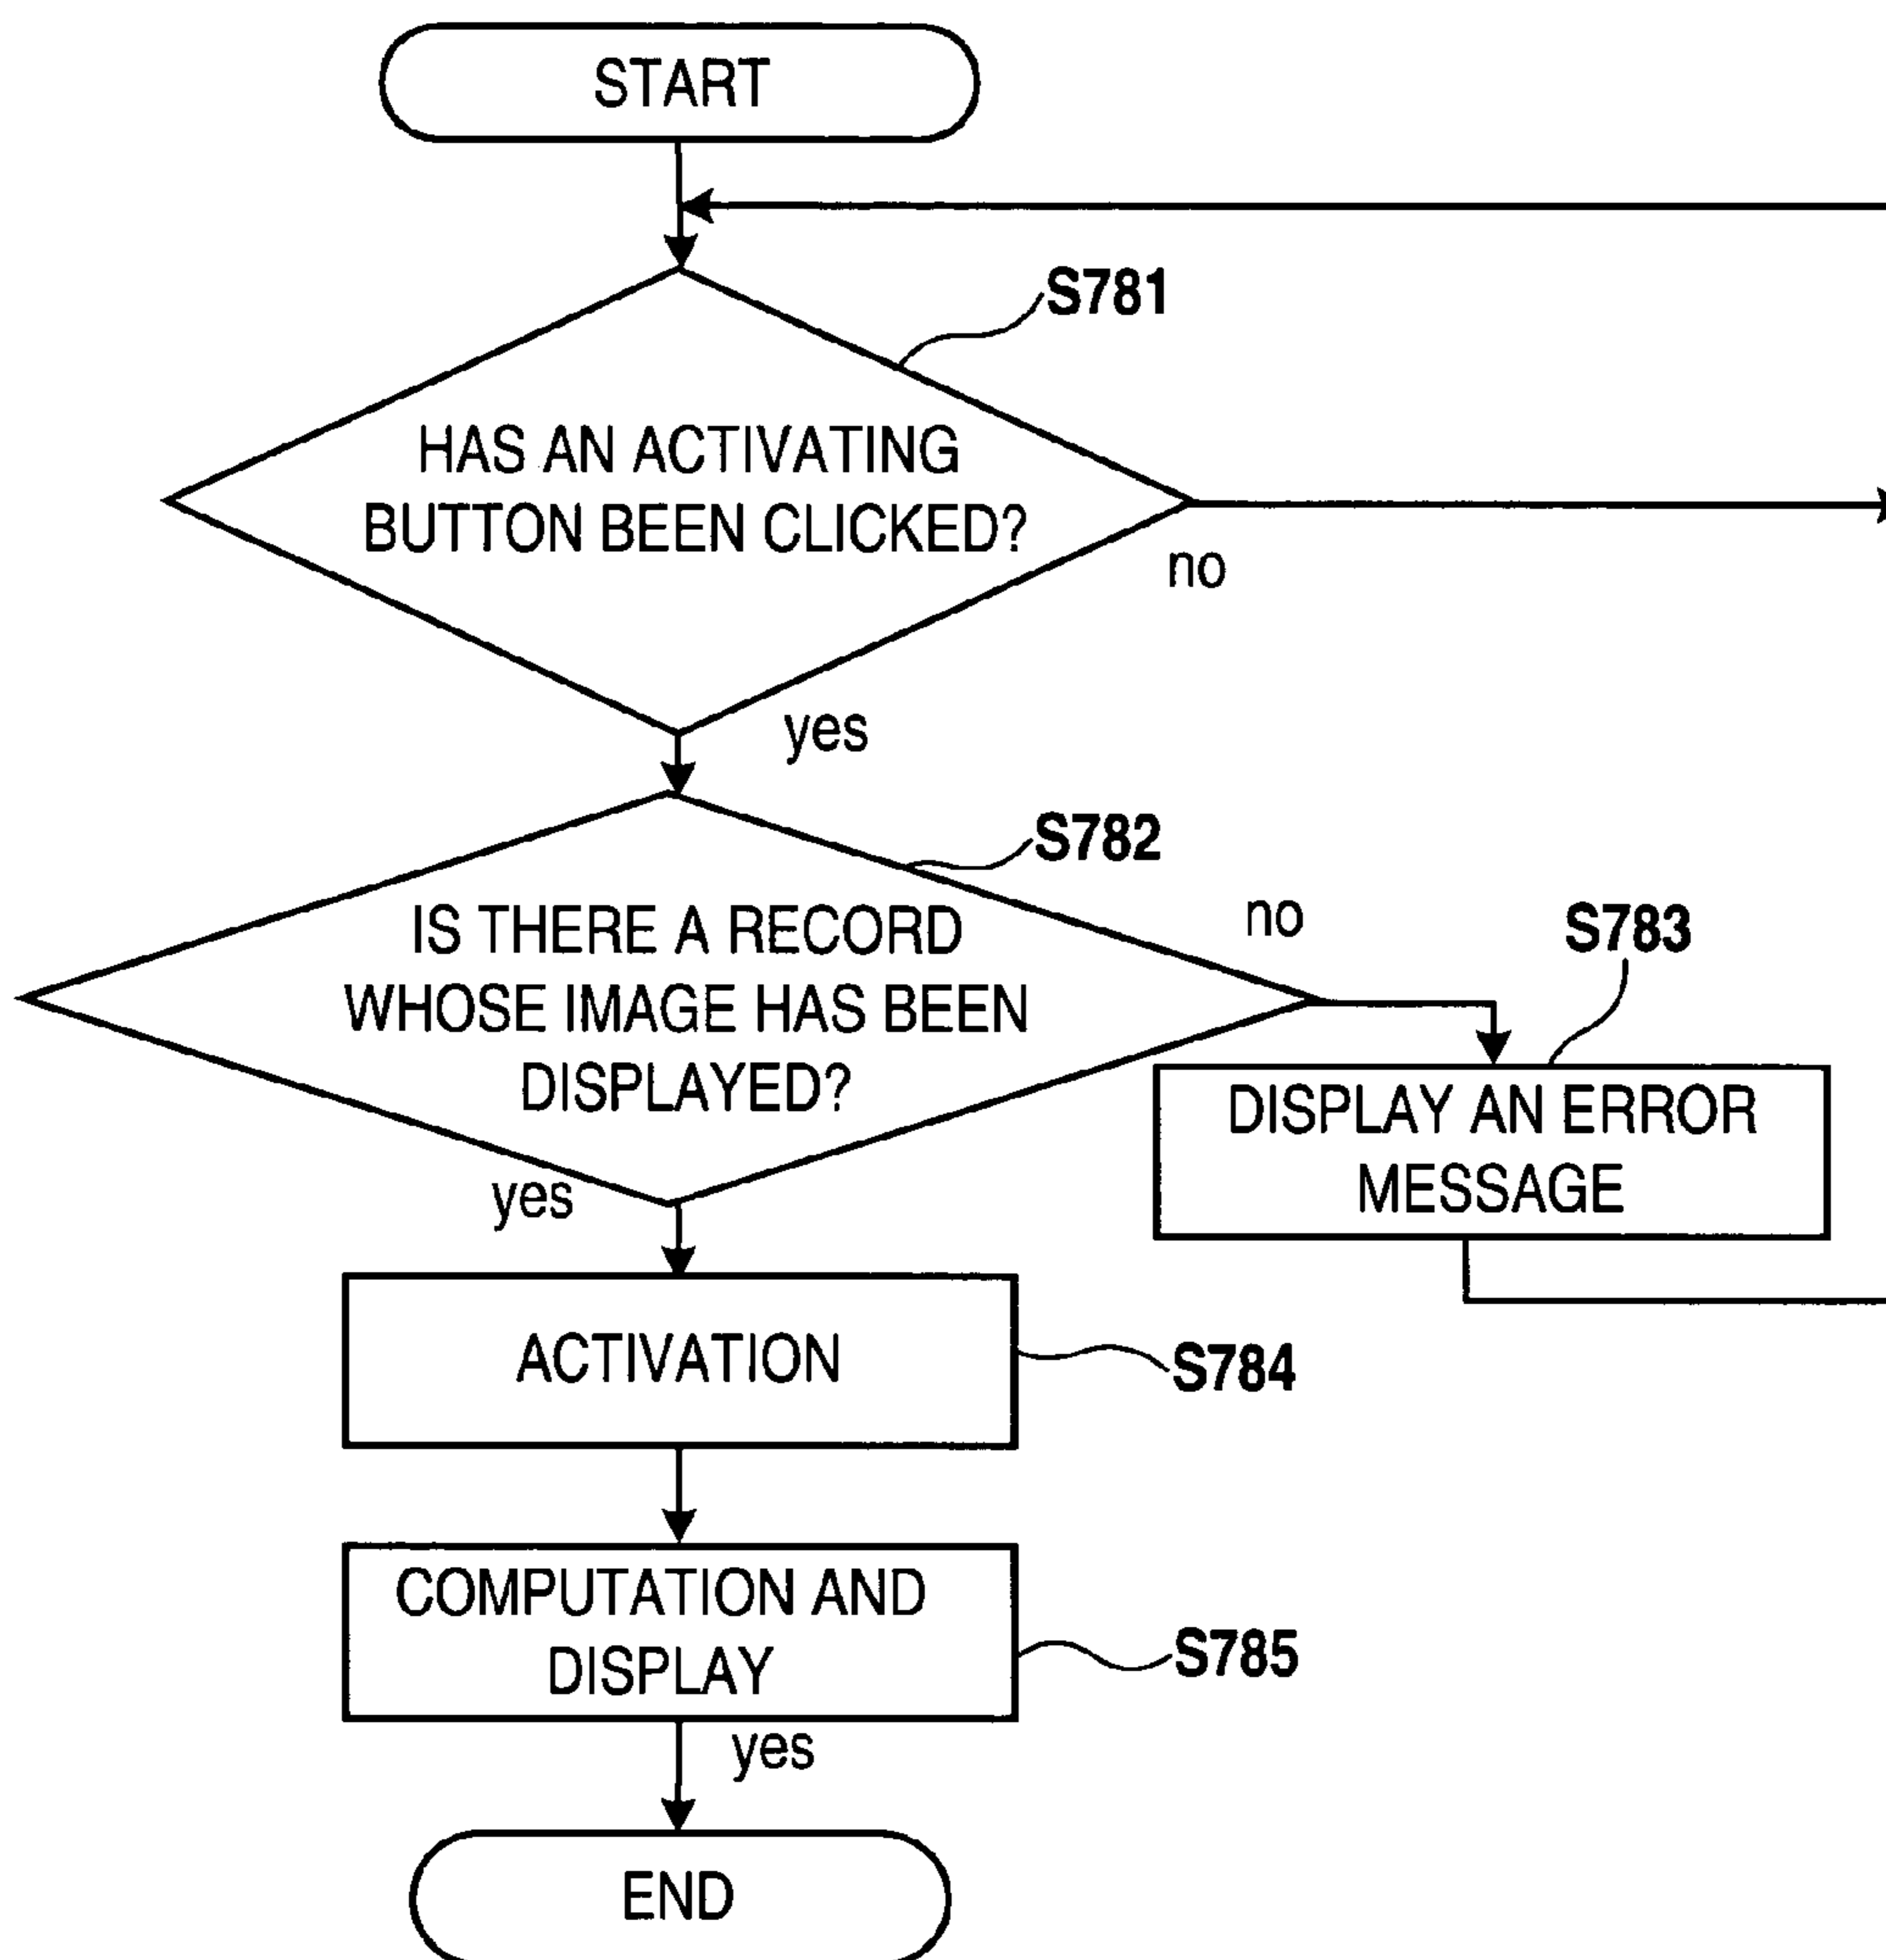 START
S781
HAS AN ACTIVATING
BUTTON BEEN CLICKED?
no
yes
S782
IS THERE A RECORD
WHOSE IMAGE HAS BEEN
DISPLAYED?
no
S783
DISPLAY AN ERROR
MESSAGE
yes
ACTIVATION
S784
COMPUTATION AND
DISPLAY
S785
yes
END